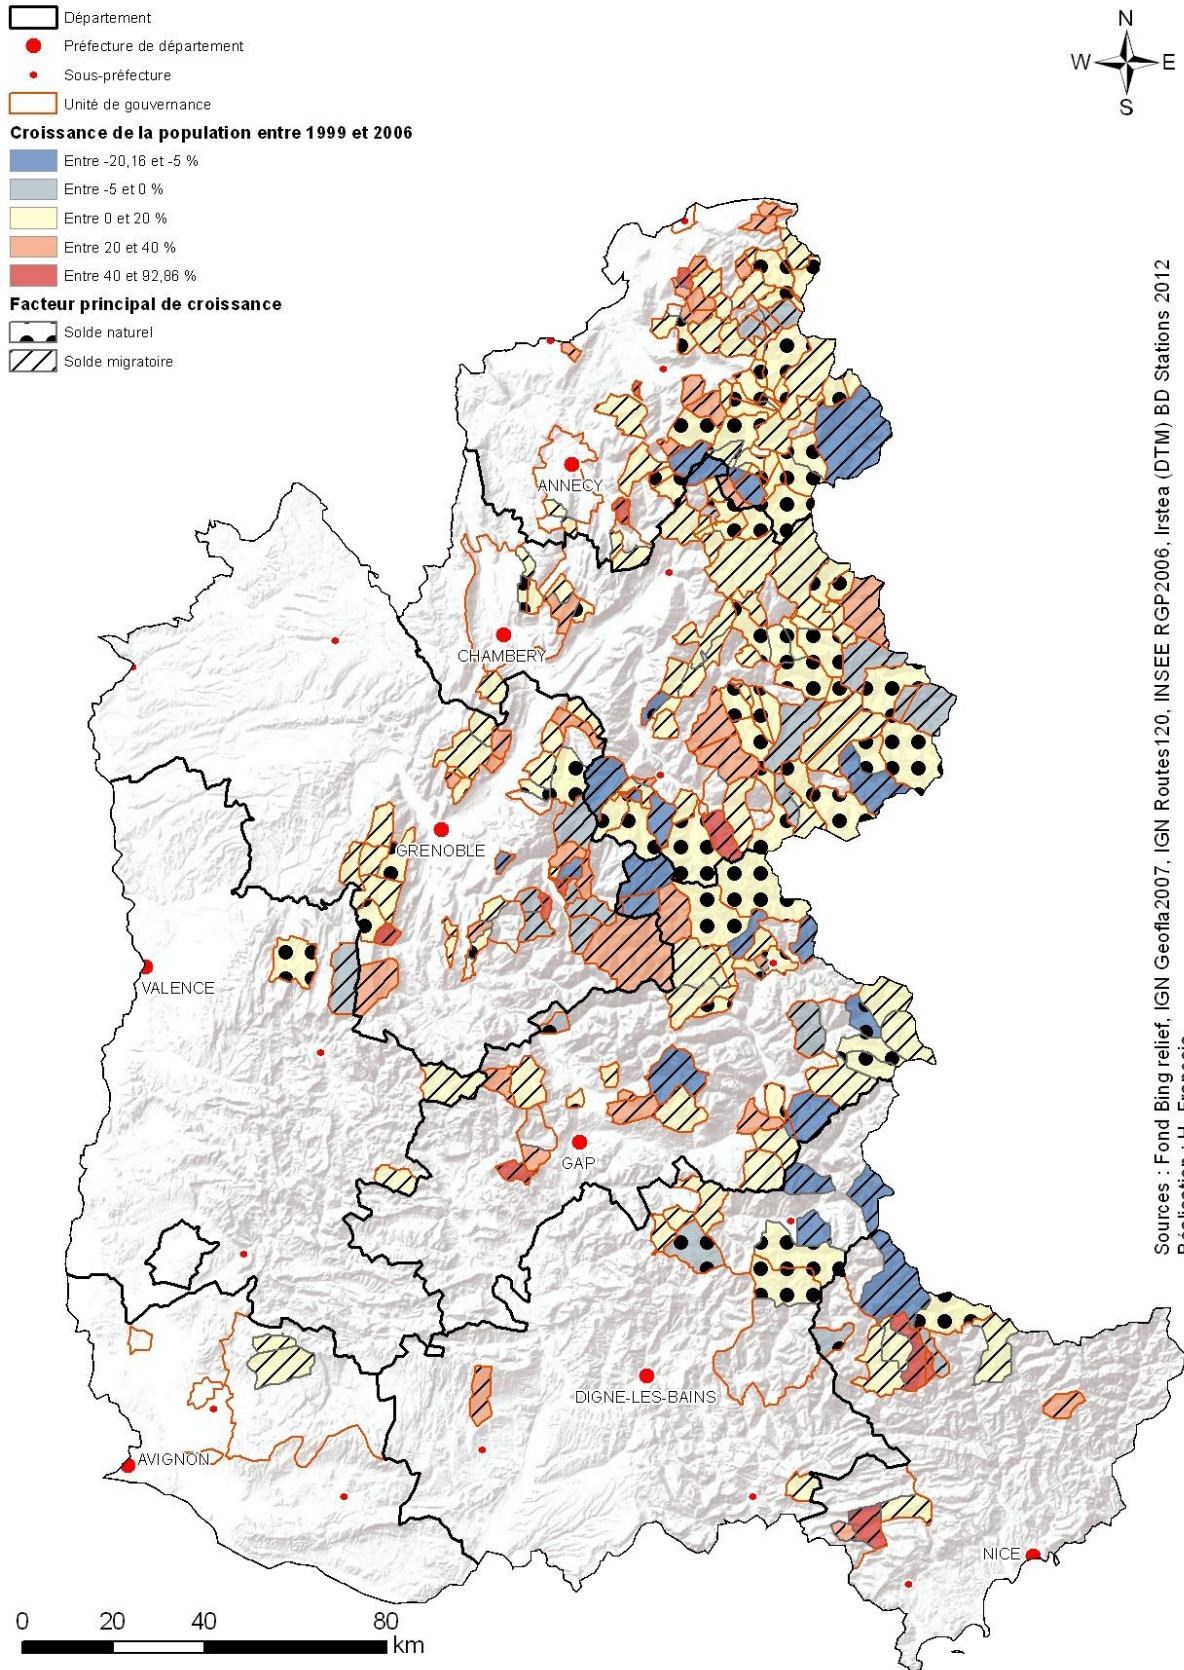 Département
Préfecture de département
Sous-préfecture
Unité de gouvernance
Croissance de la population entre 1999 et 2006
Entre -20,16 et -5 %
Entre -5 et 0 %
Entre 0 et 20 %
Entre 20 et 40 %
Entre 40 et 92,86 %
Facteur principal de croissance
Solde naturel
Solde migratoire
N
W E
S
ANNECY
CHAMBERY
GRENOBLE
VALENCE
GAP
DIGNE-LES-BAINS
AVIGNON
NICE
0 20 40 80
km
Sources : Fond Bing relief, IGN Geofla2007, IGN Routes120, INSEE RGP2006, Irstea (DTM) BD Stations 2012